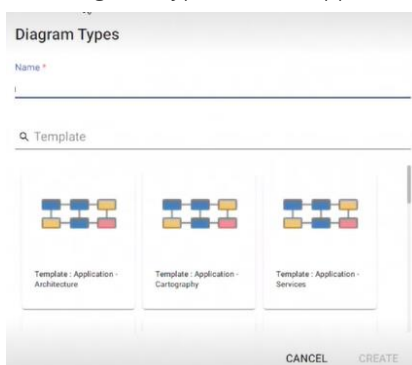 Diagram Types
Name *
Template
Template : Application -
Architecture
Template : Application -
Cartography
Template : Application -
Services
CANCEL
CREATE